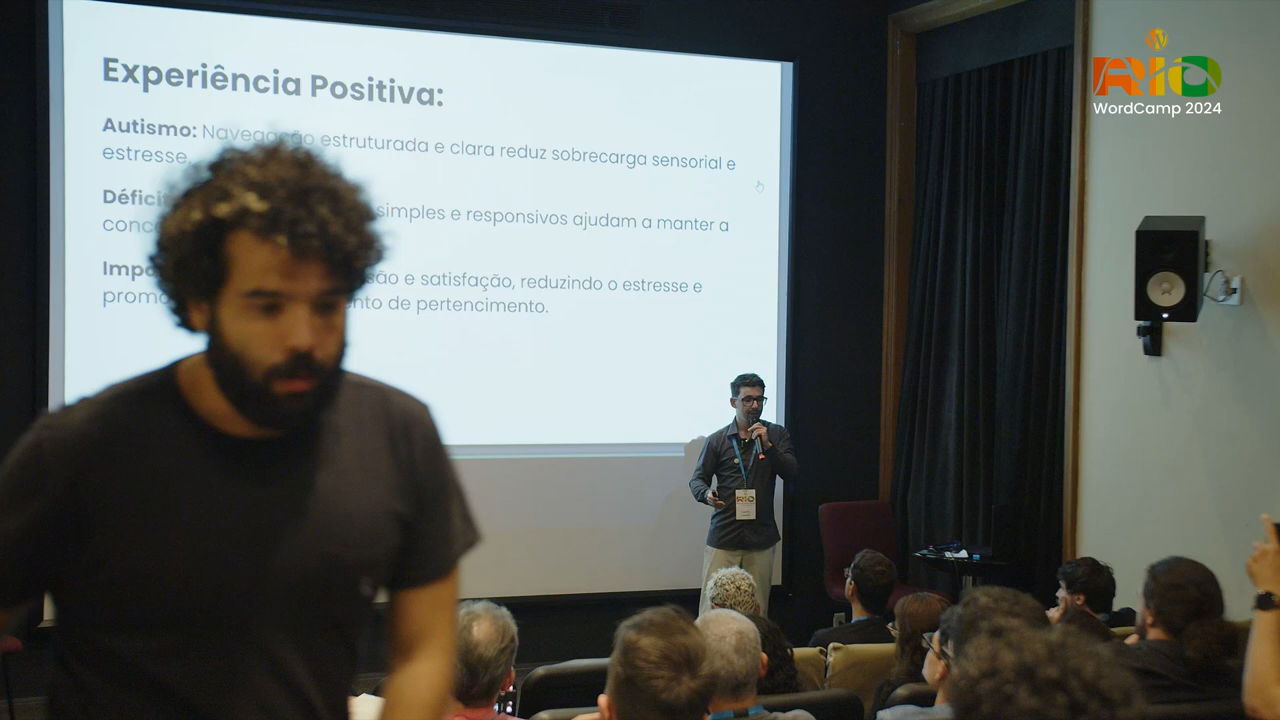 Experiência Positiva:
Autismo: Navegação estruturada e clara reduz sobrecarga sensorial e
estresse.
simples e responsivos ajudam a manter a
são e satisfação, reduzindo o estresse e
nto de pertencimento.
RIO
WordCamp 2024
RIO